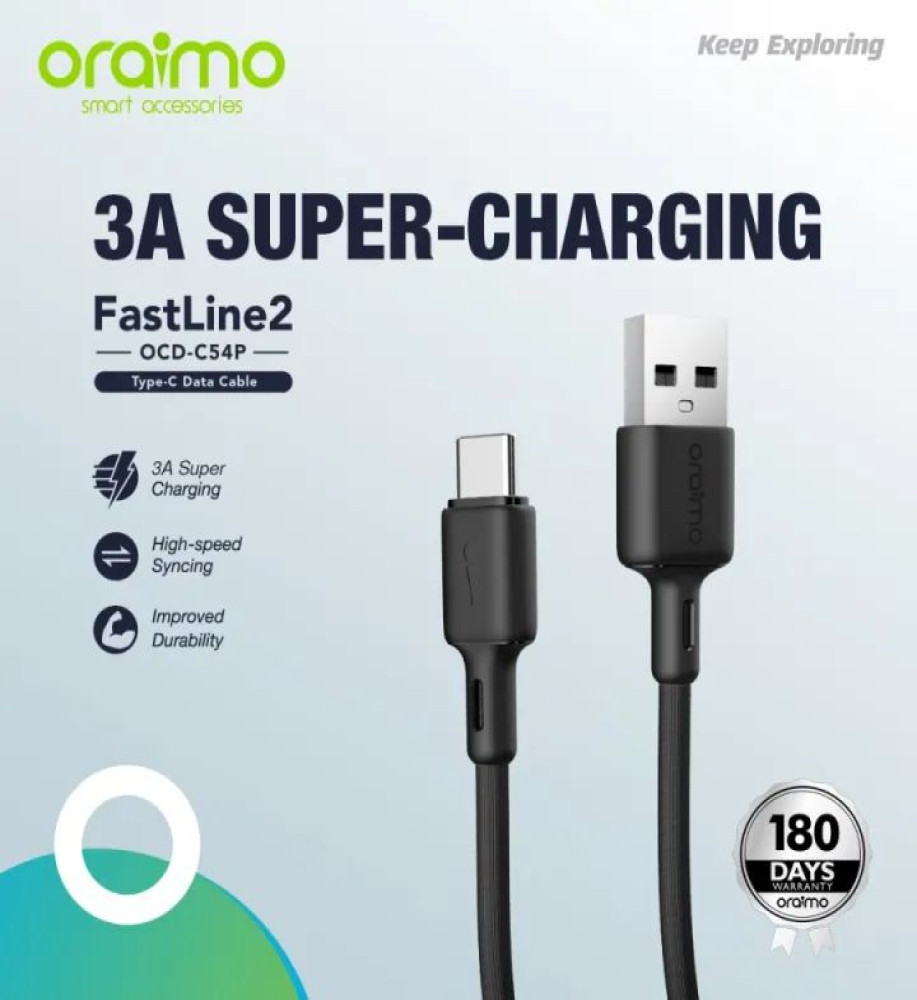 oraimo
smart accessories
Keep Exploring
3A SUPER-CHARGING
FastLine2
OCD-C54P
Type-C Data Cable
3A Super
Charging
High-speed
Syncing
Improved
Durability
oraimo
180
DAYS
WARRANTY
oraimo